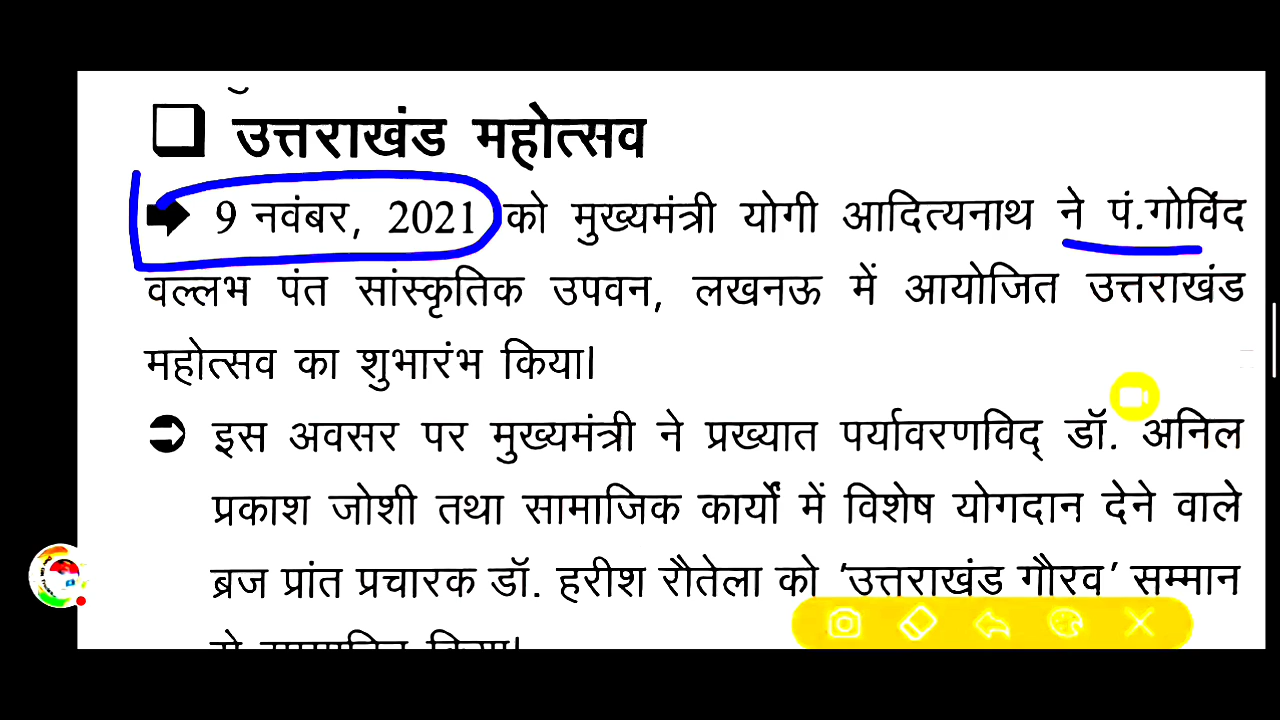 उत्तराखंड महोत्सव
9 नवंबर, 2021 को मुख्यमंत्री योगी आदित्यनाथ ने पं.गोविंद
वल्लभ पंत सांस्कृतिक उपवन, लखनऊ में आयोजित उत्तराखंड
महोत्सव का शुभारंभ किया।
इस अवसर पर मुख्यमंत्री ने प्रख्यात पर्यावरणविद् डॉ. अनिल
प्रकाश जोशी तथा सामाजिक कार्यों में विशेष योगदान देने वाले
ब्रज प्रांत प्रचारक डॉ. हरीश रौतेला को 'उत्तराखंड गौरव' सम्मान